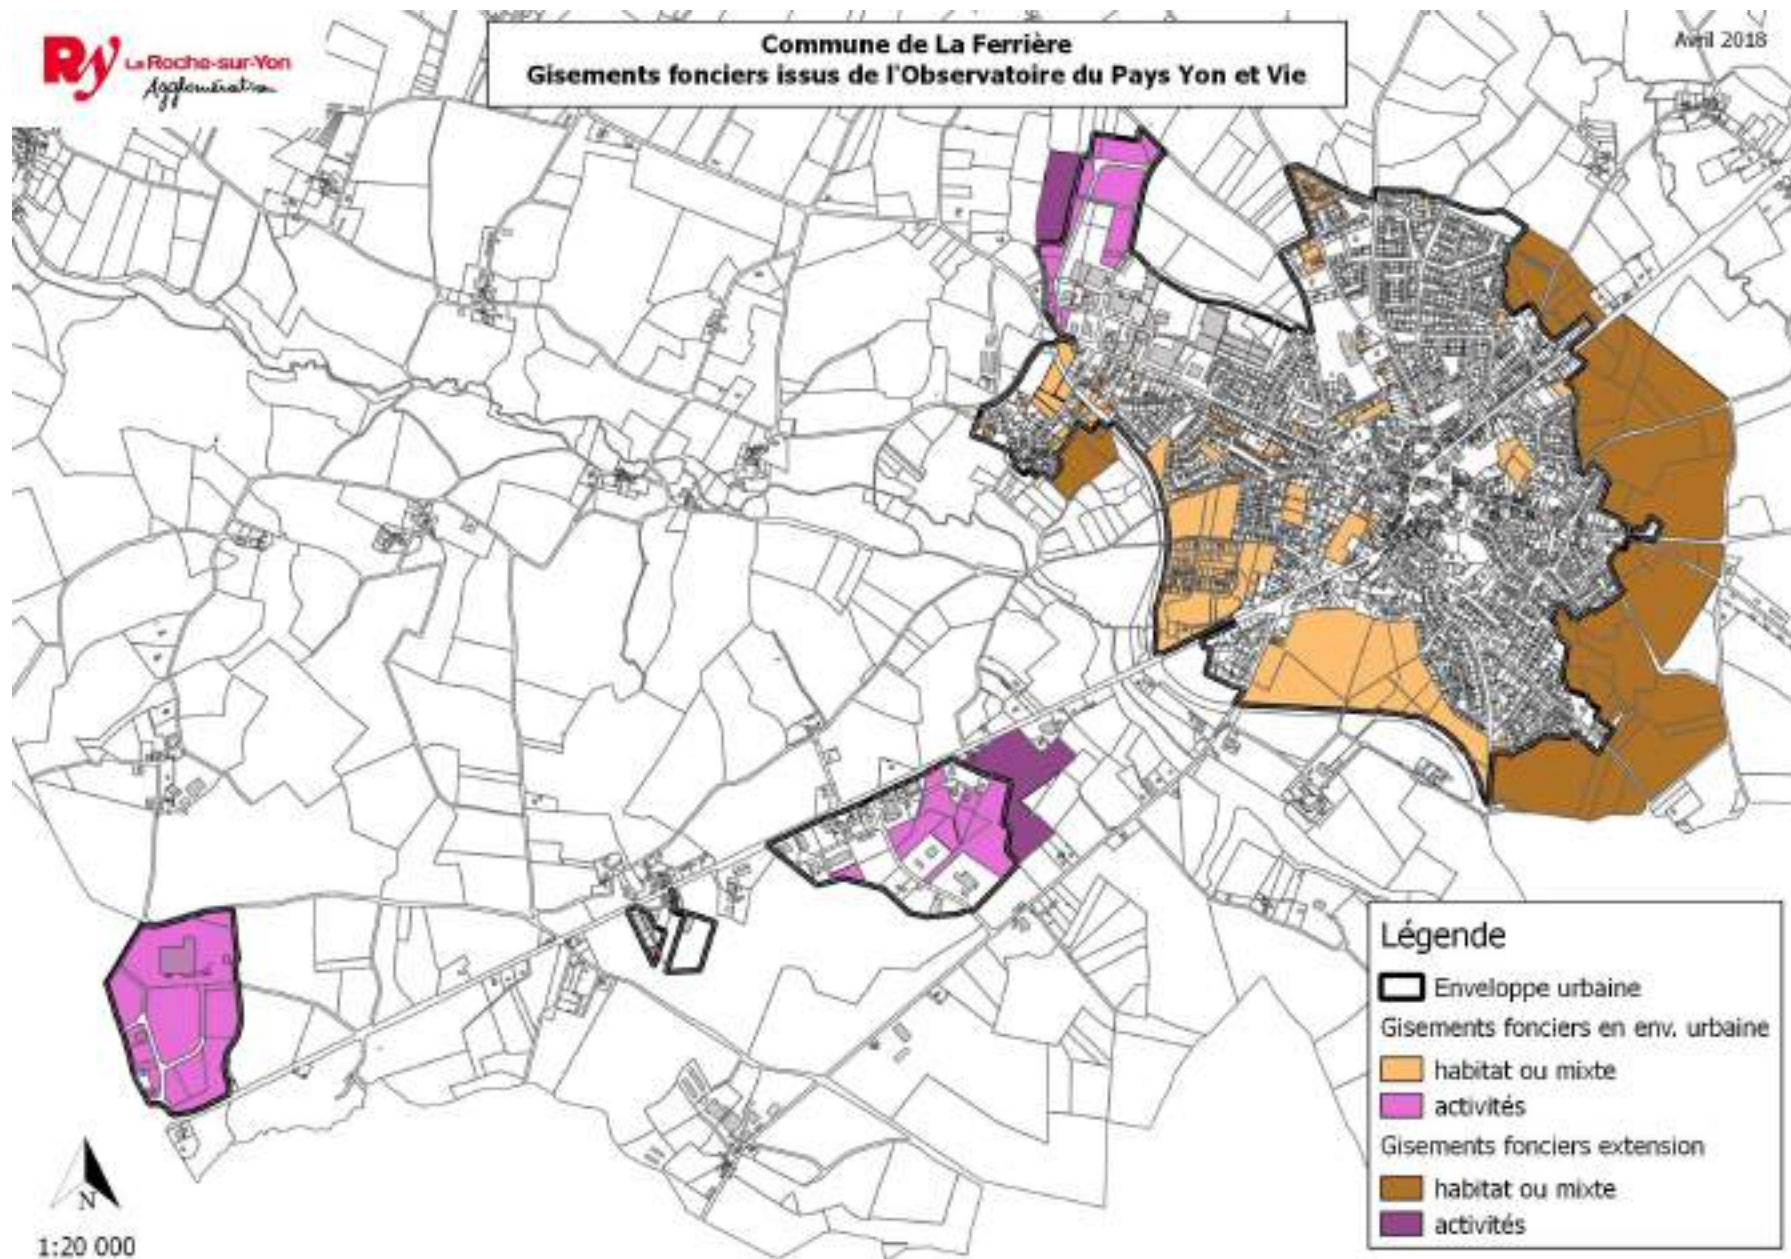 Ry La Roche-sur-Yon
Agglomération
Commune de La Ferrière
Gisements fonciers issus de l'Observatoire du Pays Yon et Vie
Avril 2018
Légende
Enveloppe urbaine
Gisements fonciers en env. urbaine
habitat ou mixte
activités
Gisements fonciers extension
habitat ou mixte
activités
N
1:20 000